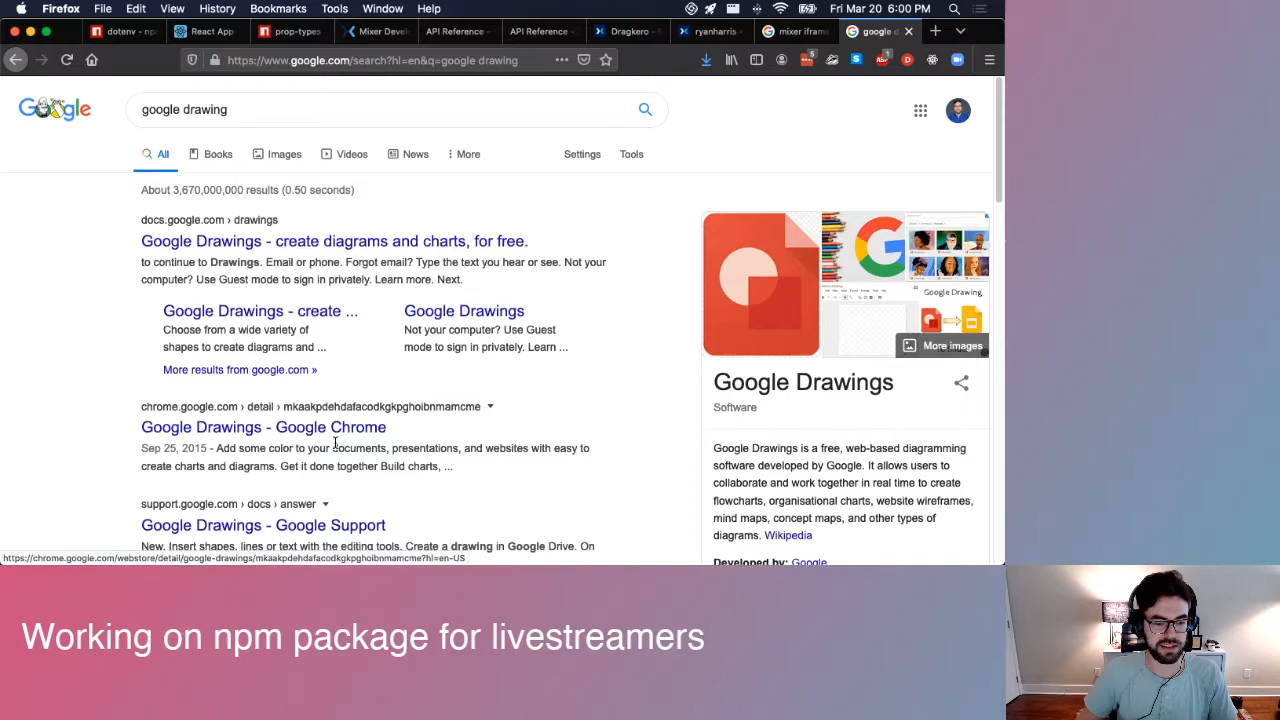 Firefox File Edit View History Bookmarks Tools Window Help Fri Mar 20 6:00 PM
dotenv - npm React App prop-types Mixer Devel API Reference - API Reference - Dragkero - M ryanharris. mixer iframe google d
https://www.google.com/search?hl=en&q=google drawing
Google google drawing
All Books Images Videos News More Settings Tools
About 3,670,000,000 results (0.50 seconds)
docs.google.com › drawings
Google Drawings - create diagrams and charts, for free.
to continue to Drawings. Email or phone. Forgot email? Type the text you hear or see. Not your
computer? Use Guest mode to sign in privately. Learn more. Next.
Google Drawings - create ...
Choose from a wide variety of
shapes to create diagrams and ...
Google Drawings
Not your computer? Use Guest
mode to sign in privately. Learn ...
More results from google.com »
chrome.google.com › detail › mkaakpdehdafacodkgkpghoibnmamcme
Google Drawings - Google Chrome
Sep 25, 2015 - Add some color to your documents, presentations, and websites with easy to
create charts and diagrams. Get it done together Build charts, ...
support.google.com › docs › answer
Google Drawings - Google Support
New. Insert shapes, lines or text with the editing tools. Create a drawing in Google Drive. On
https://chrome.google.com/webstore/detail/google-drawings/mkaakpdehdafacodkgkpghoibnmamcme?hl=en-US
Google Drawing
More images
Google Drawings
Software
Google Drawings is a free, web-based diagramming
software developed by Google. It allows users to
collaborate and work together in real time to create
flowcharts, organisational charts, website wireframes,
mind maps, concept maps, and other types of
diagrams. Wikipedia
Developed by: Google
Working on npm package for livestreamers